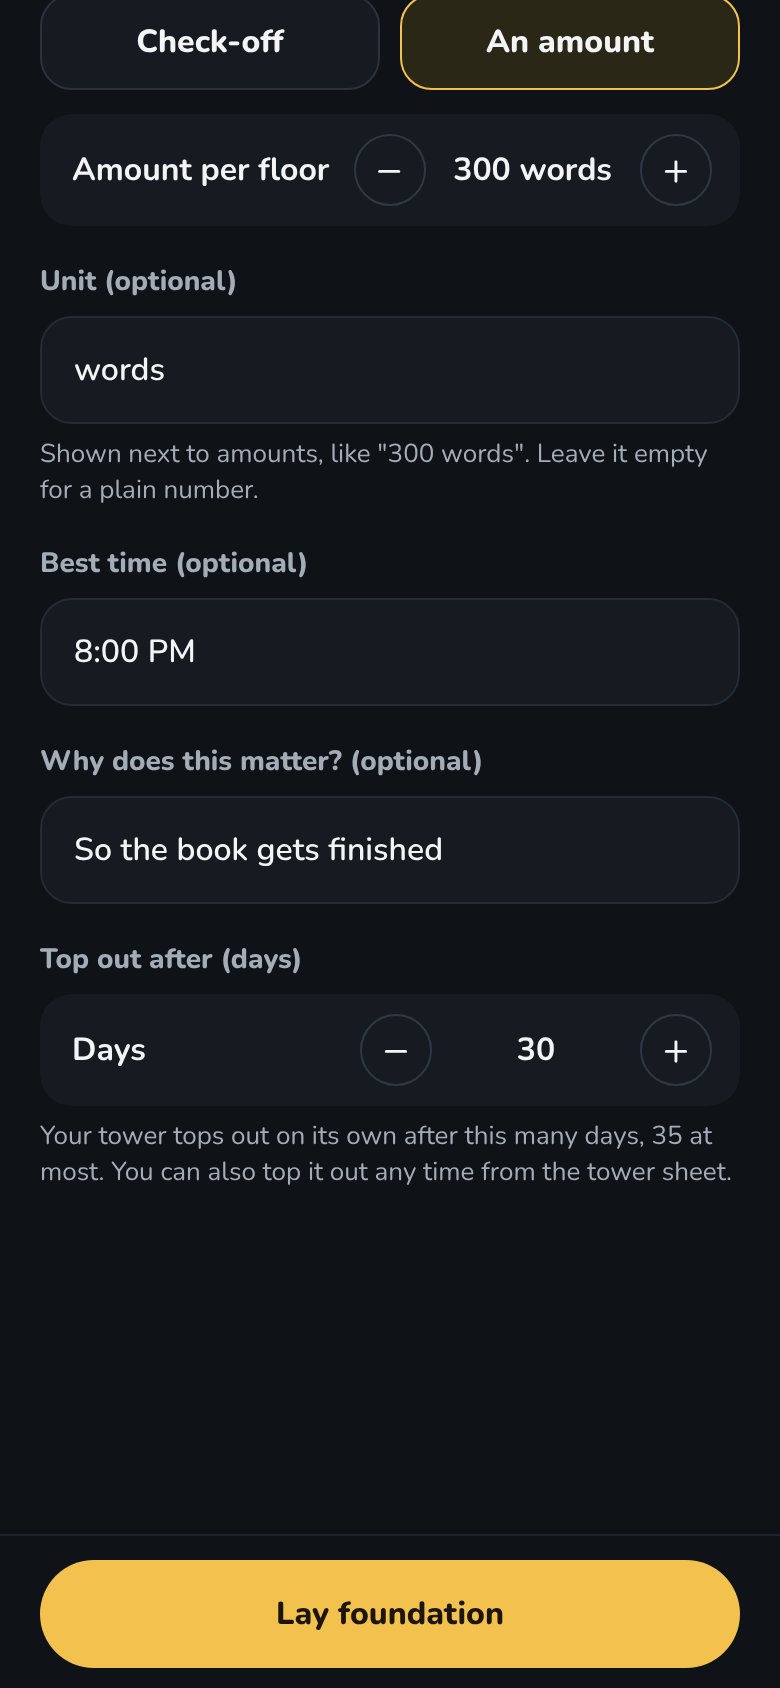 Check-off
An amount
Amount per floor − 300 words +
Unit (optional)
words
Shown next to amounts, like "300 words". Leave it empty
for a plain number.
Best time (optional)
8:00 PM
Why does this matter? (optional)
So the book gets finished
Top out after (days)
Days − 30 +
Your tower tops out on its own after this many days, 35 at
most. You can also top it out any time from the tower sheet.
Lay foundation